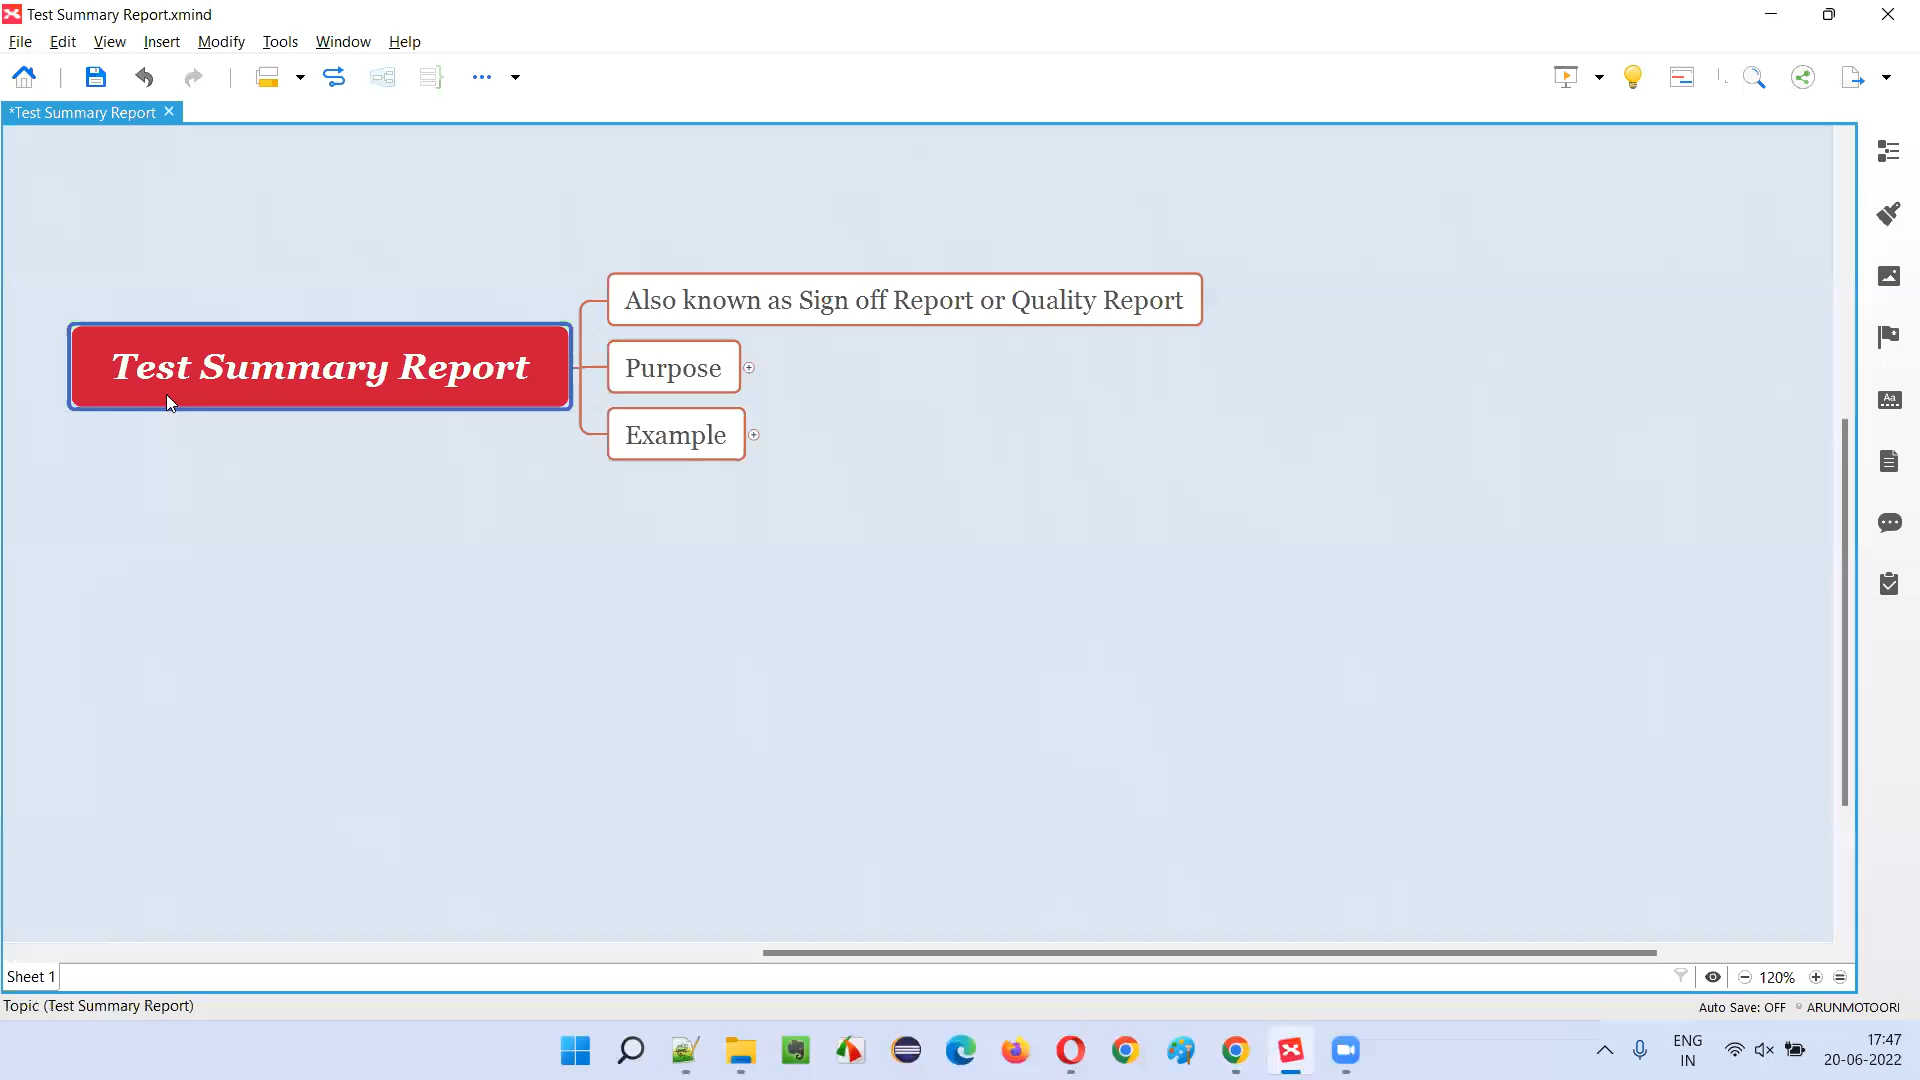 Test Summary Report.xmind
File Edit View Insert Modify Tools Window Help
*Test Summary Report
Also known as Sign off Report or Quality Report
Test Summary Report
Purpose
Example
Aa
Sheet 1
120%
Topic (Test Summary Report)
Auto Save: OFF
ARUNMOTOORI
ENG
IN
17:47
20-06-2022